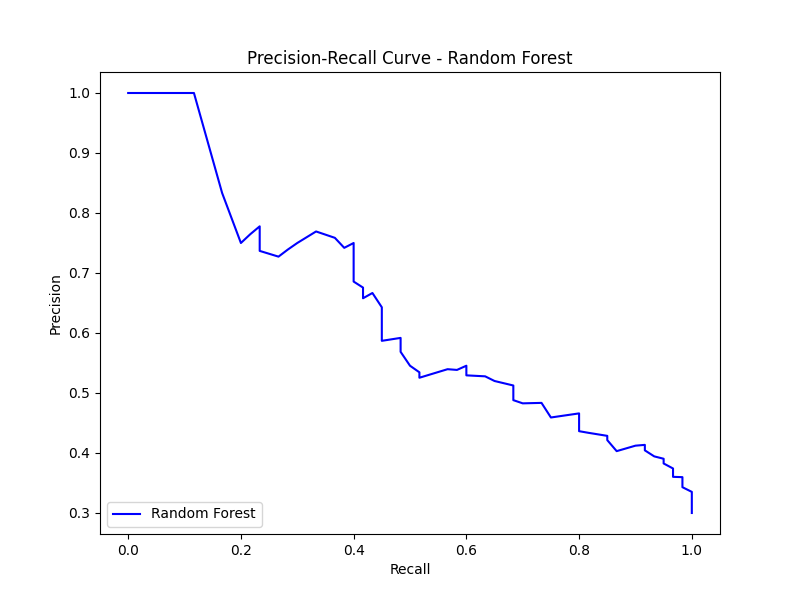 Precision-Recall Curve - Random Forest
1.0
0.9
0.8
0.7
0.6
0.5
0.4
0.3
Precision
Random Forest
0.0 0.2 0.4 0.6 0.8 1.0
Recall